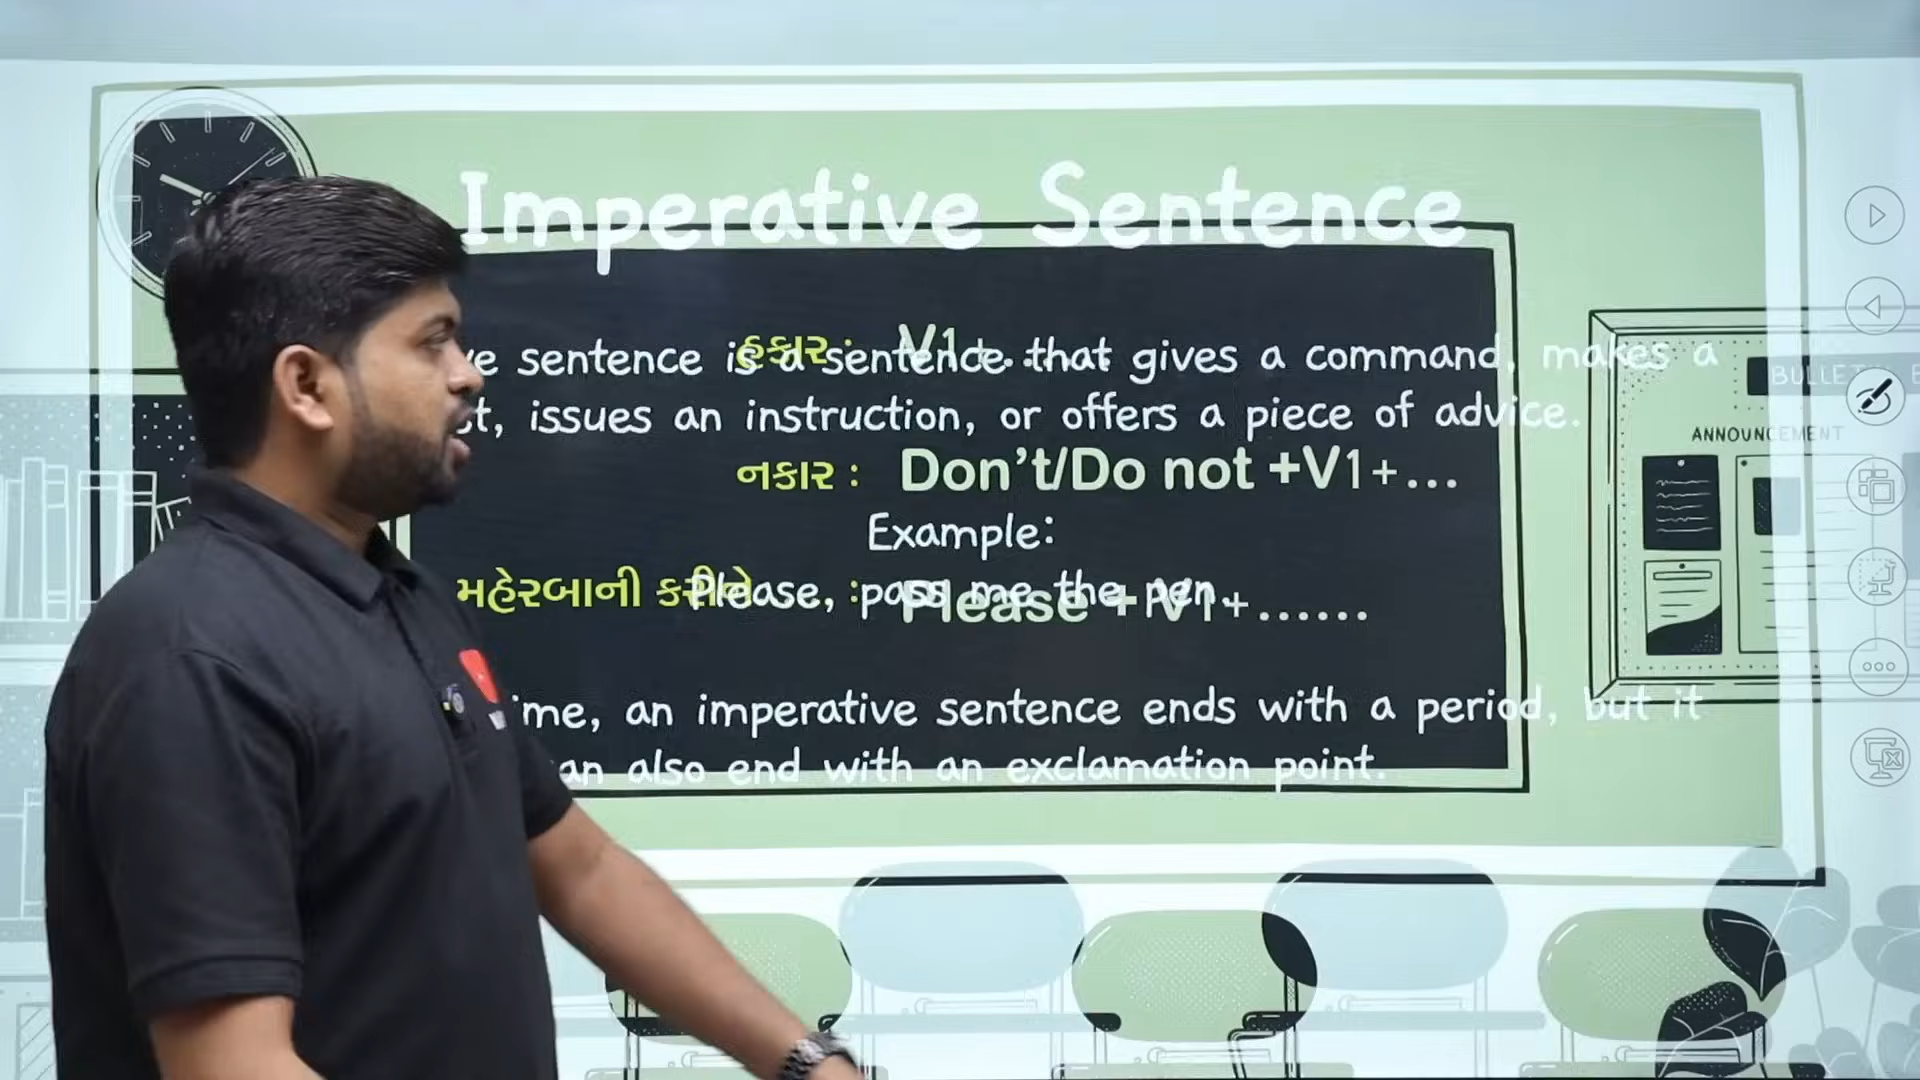 Imperative Sentence
હકાર : V1+......
ve sentence is a sentence that gives a command, makes a
t, issues an instruction, or offers a piece of advice.
નકાર : Don't/Do not +V1+...
Example:
મહેરબાની કરીને : Please + V1+......
Please, pass me the pen.
ime, an imperative sentence ends with a period, but it
an also end with an exclamation point.
BULLET
ANNOUNCEMENT